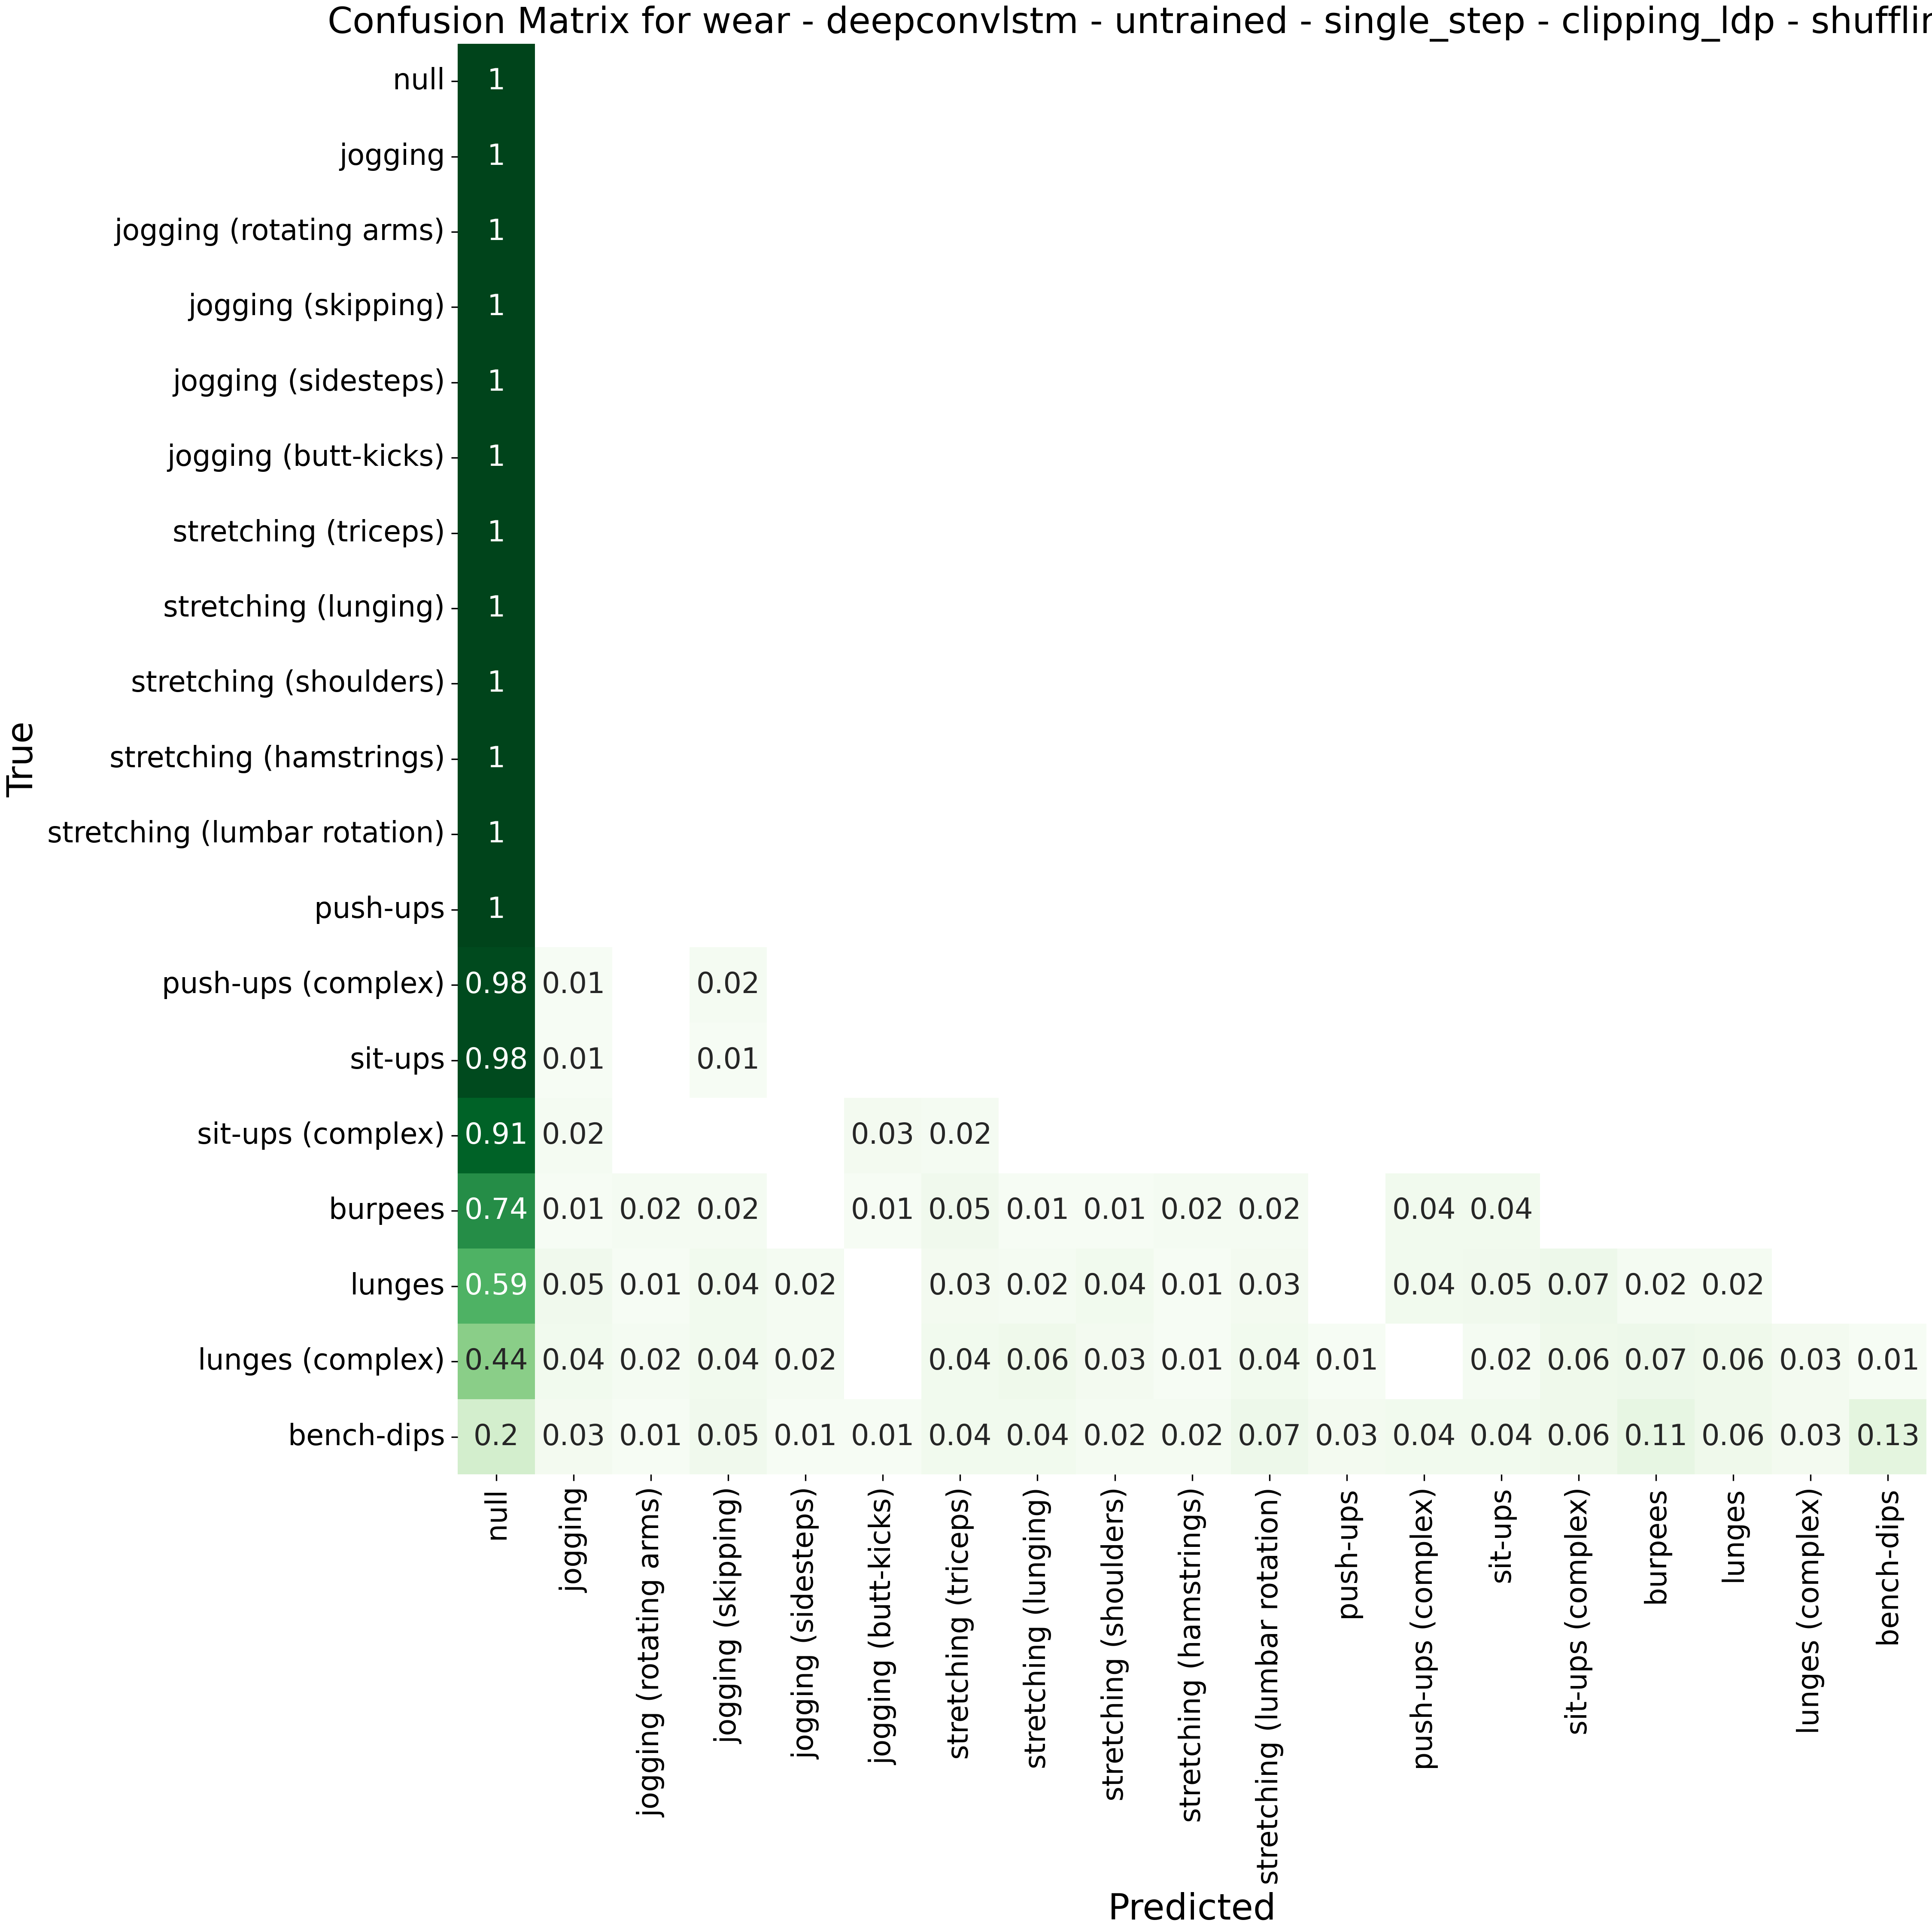 Confusion Matrix for wear - deepconvlstm - untrained - single_step - clipping_ldp -
True
null 1
jogging 1
jogging (rotating arms) 1
jogging (skipping) 1
jogging (sidesteps) 1
jogging (butt-kicks) 1
stretching (triceps) 1
stretching (lunging) 1
stretching (shoulders) 1
stretching (hamstrings) 1
stretching (lumbar rotation) 1
push-ups 1
push-ups (complex) 0.98 0.01 0.02
sit-ups 0.98 0.01 0.01
sit-ups (complex) 0.91 0.02 0.03 0.02
burpees 0.74 0.01 0.02 0.02 0.01 0.05 0.01 0.01 0.02 0.02 0.04 0.04
lunges 0.59 0.05 0.01 0.04 0.02 0.03 0.02 0.04 0.01 0.03 0.04 0.05 0.07 0.02 0.02
lunges (complex) 0.44 0.04 0.02 0.04 0.02 0.04 0.06 0.03 0.01 0.04 0.01 0.02 0.06 0.07 0.06 0.03 0.01
bench-dips 0.2 0.03 0.01 0.05 0.01 0.01 0.04 0.04 0.02 0.02 0.07 0.03 0.04 0.04 0.06 0.11 0.06 0.03 0.13
null
jogging
jogging (rotating arms)
jogging (skipping)
jogging (sidesteps)
jogging (butt-kicks)
stretching (triceps)
stretching (lunging)
stretching (shoulders)
stretching (hamstrings)
stretching (lumbar rotation)
push-ups
push-ups (complex)
sit-ups
sit-ups (complex)
burpees
lunges
lunges (complex)
bench-dips
Predicted